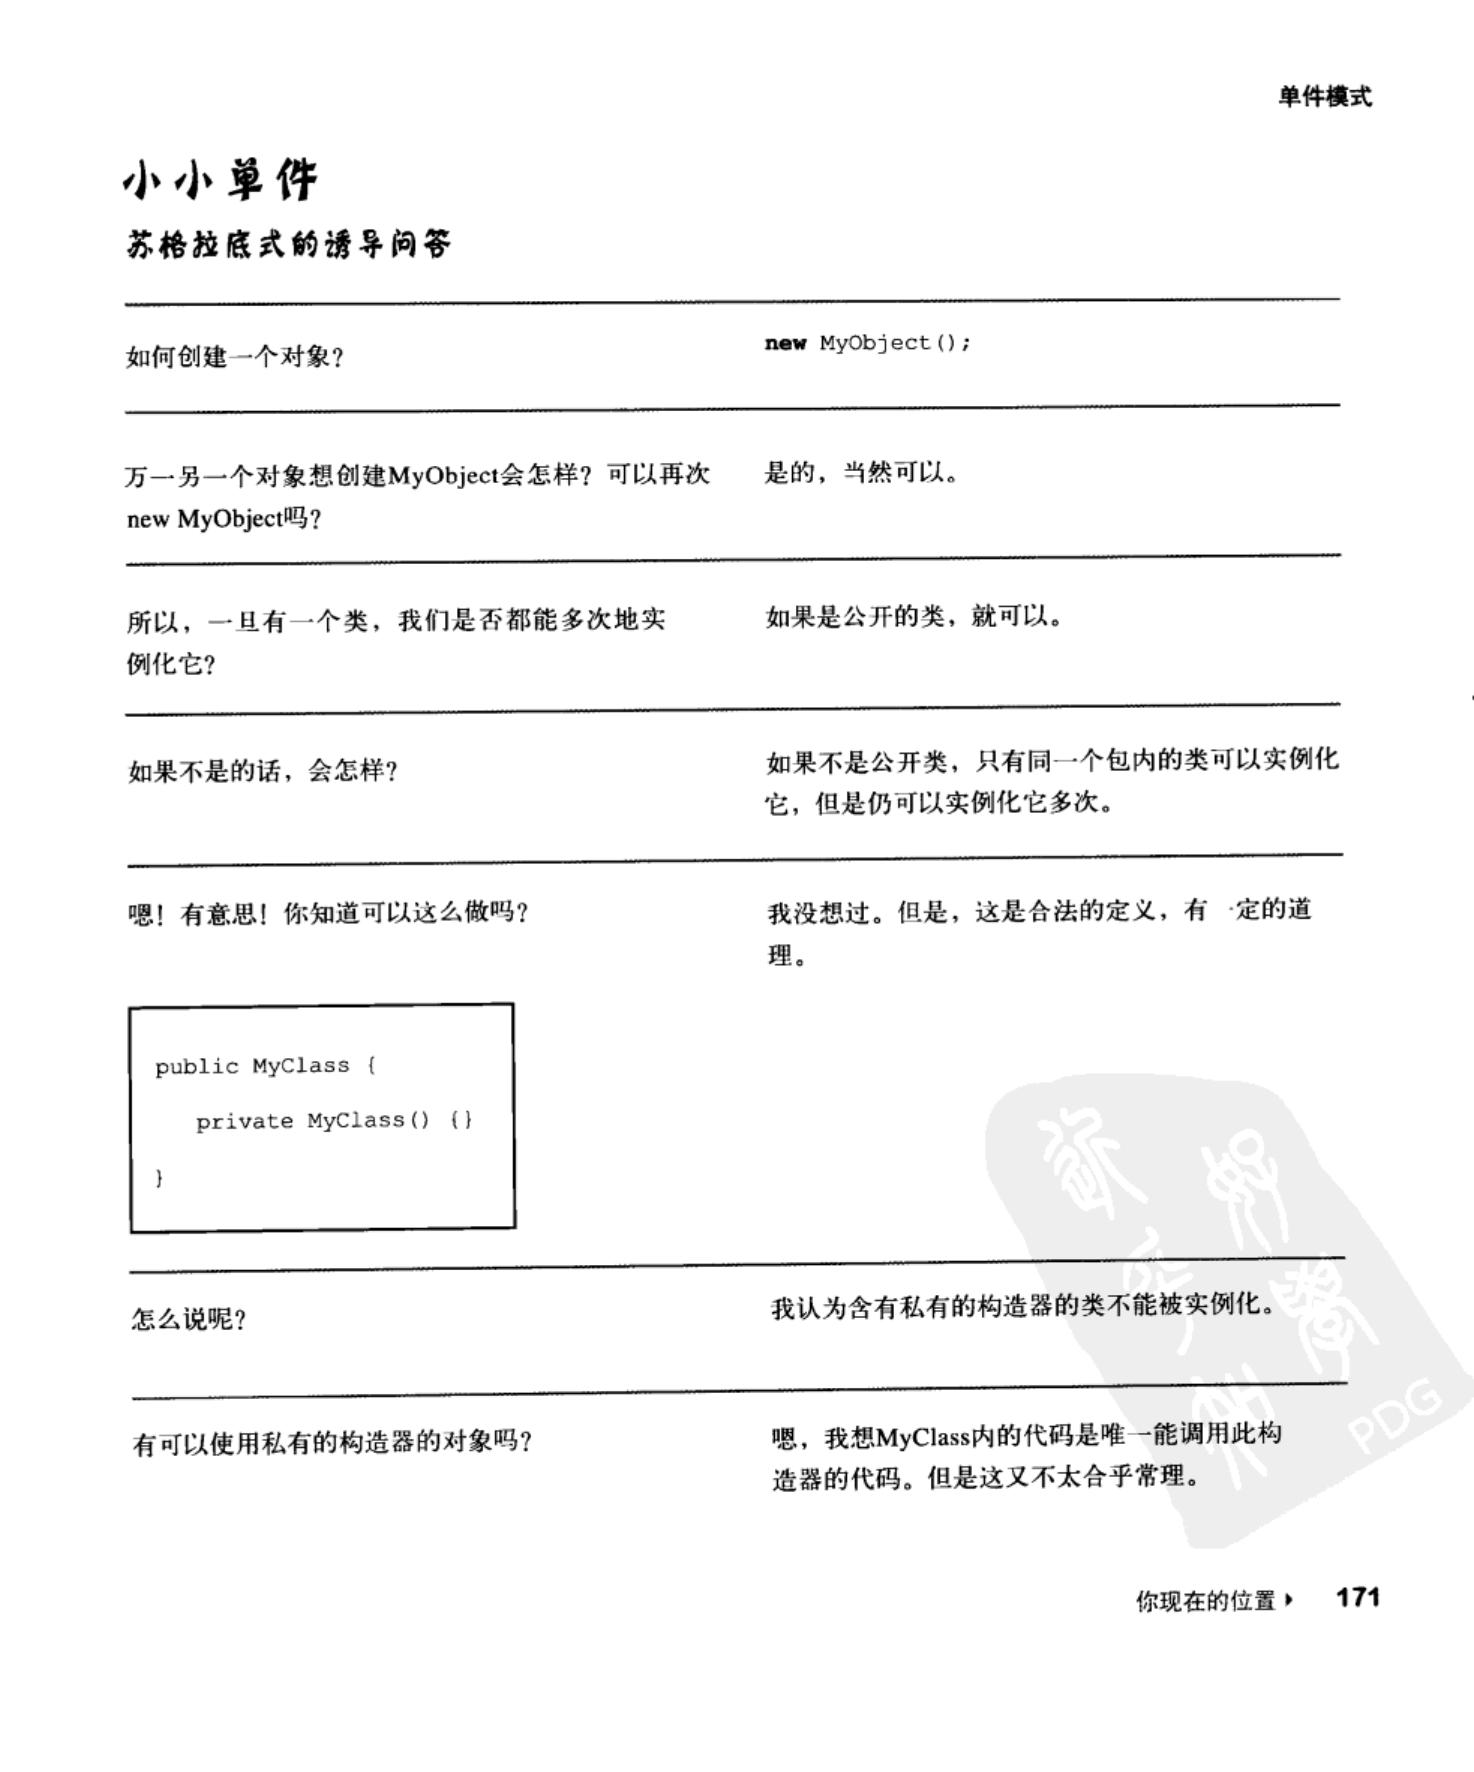 单件模式
小小单件
苏格拉底式的诱导问答
如何创建一个对象？
new MyObject();
万一另一个对象想创建MyObject会怎样？可以再次
new MyObject吗？
是的，当然可以。
所以，一旦有一个类，我们是否都能多次地实
例化它？
如果是公开的类，就可以。
如果不是的话，会怎样？
如果不是公开类，只有同一个包内的类可以实例化
它，但是仍可以实例化它多次。
嗯！有意思！你知道可以这么做吗？
我没想过。但是，这是合法的定义，有一定的道
理。
public MyClass {
private MyClass() {}
}
怎么说呢？
我认为含有私有的构造器的类不能被实例化。
有可以使用私有的构造器的对象吗？
嗯，我想MyClass内的代码是唯一能调用此构
造器的代码。但是这又不太合乎常理。
PDG
你现在的位置 171